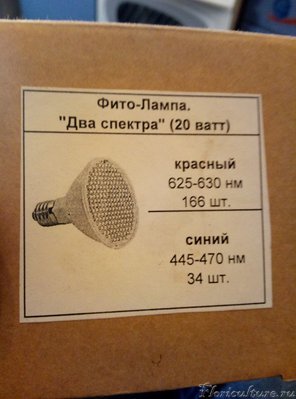 Фито-Лампа.
"Два спектра" (20 ватт)
красный
625-630 нм
166 шт.
синий
445-470 нм
34 шт.
floriculture.ru